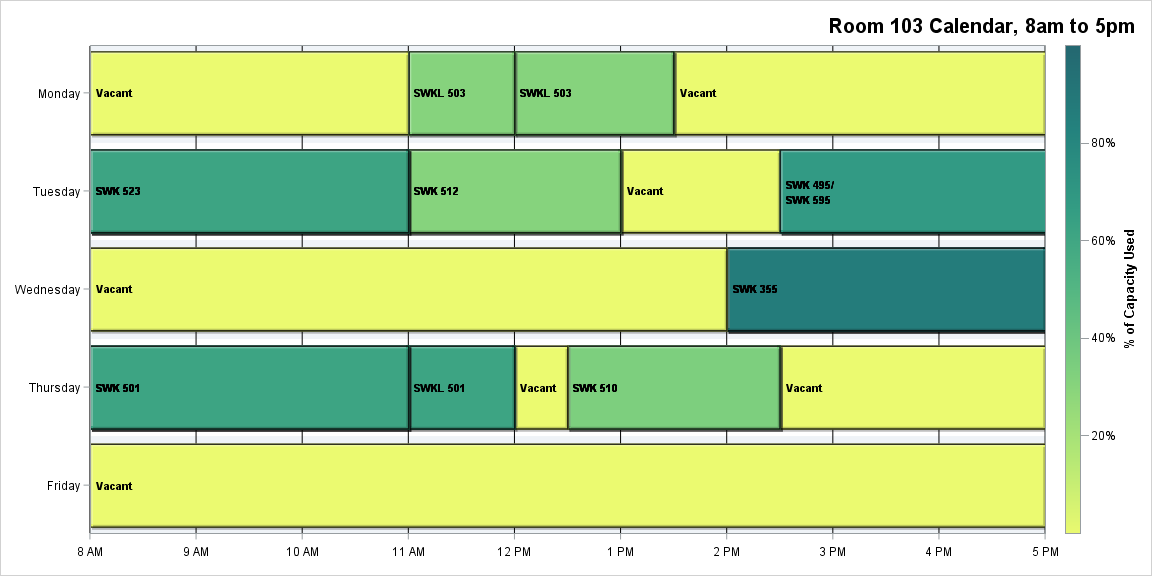 Room 103 Calendar, 8am to 5pm
Monday
Vacant
SWKL 503
SWKL 503
Vacant
Tuesday
SWK 523
SWK 512
Vacant
SWK 495/
SWK 595
Wednesday
Vacant
SWK 355
Thursday
SWK 501
SWKL 501
Vacant
SWK 510
Vacant
Friday
Vacant
8 AM
9 AM
10 AM
11 AM
12 PM
1 PM
2 PM
3 PM
4 PM
5 PM
80%
60%
40%
20%
% of Capacity Used